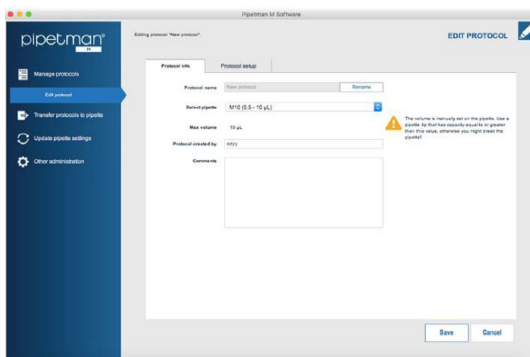 Pipetman M Software
pipetman®
M
Editing protocol "New protocol".
EDIT PROTOCOL
Manage protocols
Edit protocol
Transfer protocols to pipette
Update pipette settings
Other administration
Protocol info
Protocol setup
Protocol name
New protocol
Rename
Select pipette
M10 (0.5 - 10 µL)
Max volume
10 µL
The volume is manually set on the pipette. Use a
pipette tip that has capacity equal to or greater
than this value, otherwise you might break the
pipette!
Protocol created by
Comments
Save
Cancel